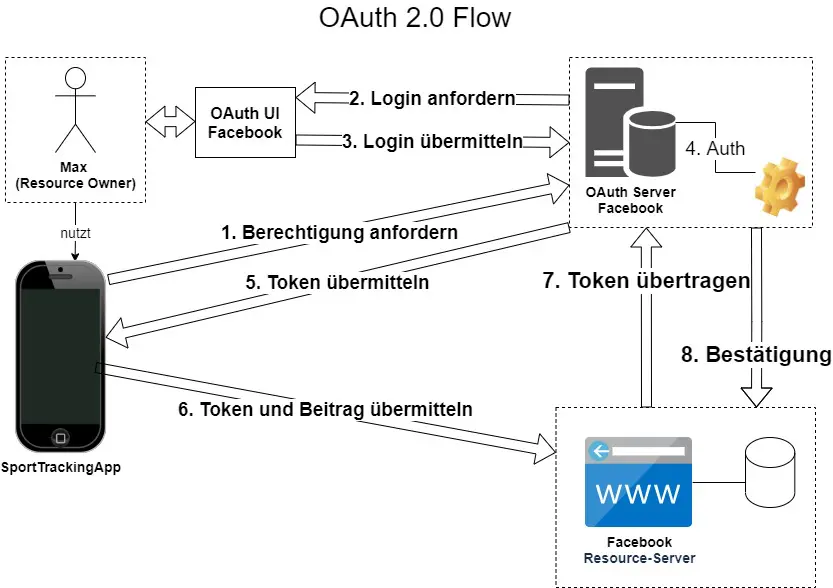 OAuth 2.0 Flow
Max
(Resource Owner)
OAuth UI
Facebook
2. Login anfordern
3. Login übermitteln
4. Auth
OAuth Server
Facebook
nutzt
1. Berechtigung anfordern
5. Token übermitteln
7. Token übertragen
8. Bestätigung
6. Token und Beitrag übermitteln
SportTrackingApp
WWW
Facebook
Resource-Server